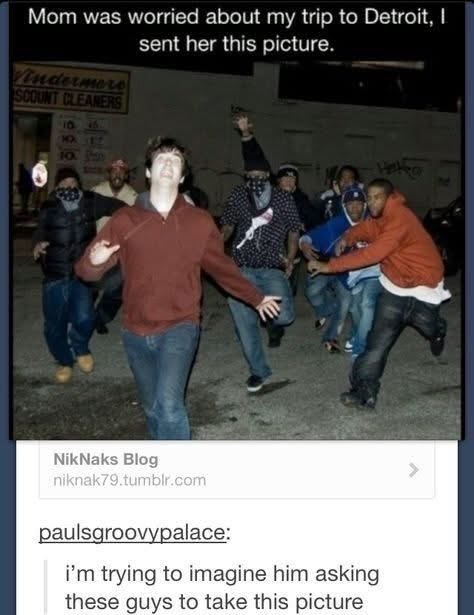 Mom was worried about my trip to Detroit, I
sent her this picture.
Windermere
SCOUNT CLEANERS
NikNaks Blog
niknak79.tumblr.com
paulsgroovypalace:
i'm trying to imagine him asking
these guys to take this picture